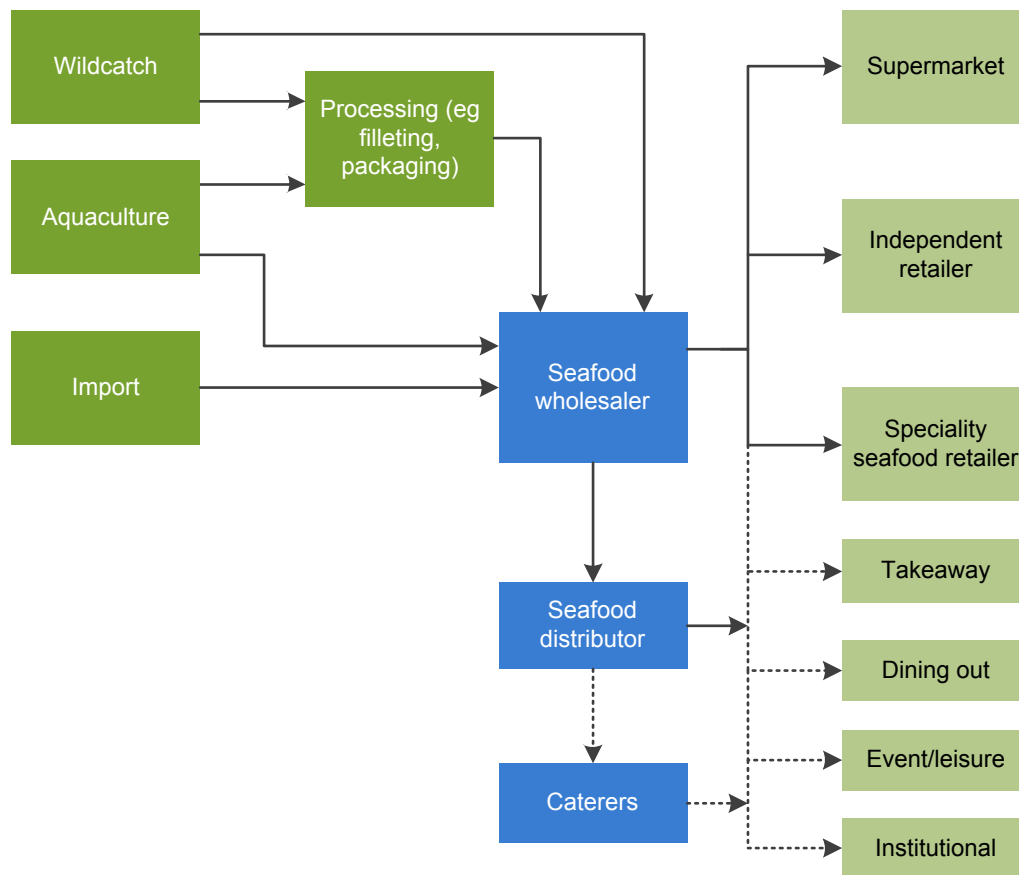 Wildcatch
Processing (eg
filleting,
packaging)
Aquaculture
Import
Seafood
wholesaler
Seafood
distributor
Caterers
Supermarket
Independent
retailer
Speciality
seafood retailer
Takeaway
Dining out
Event/leisure
Institutional